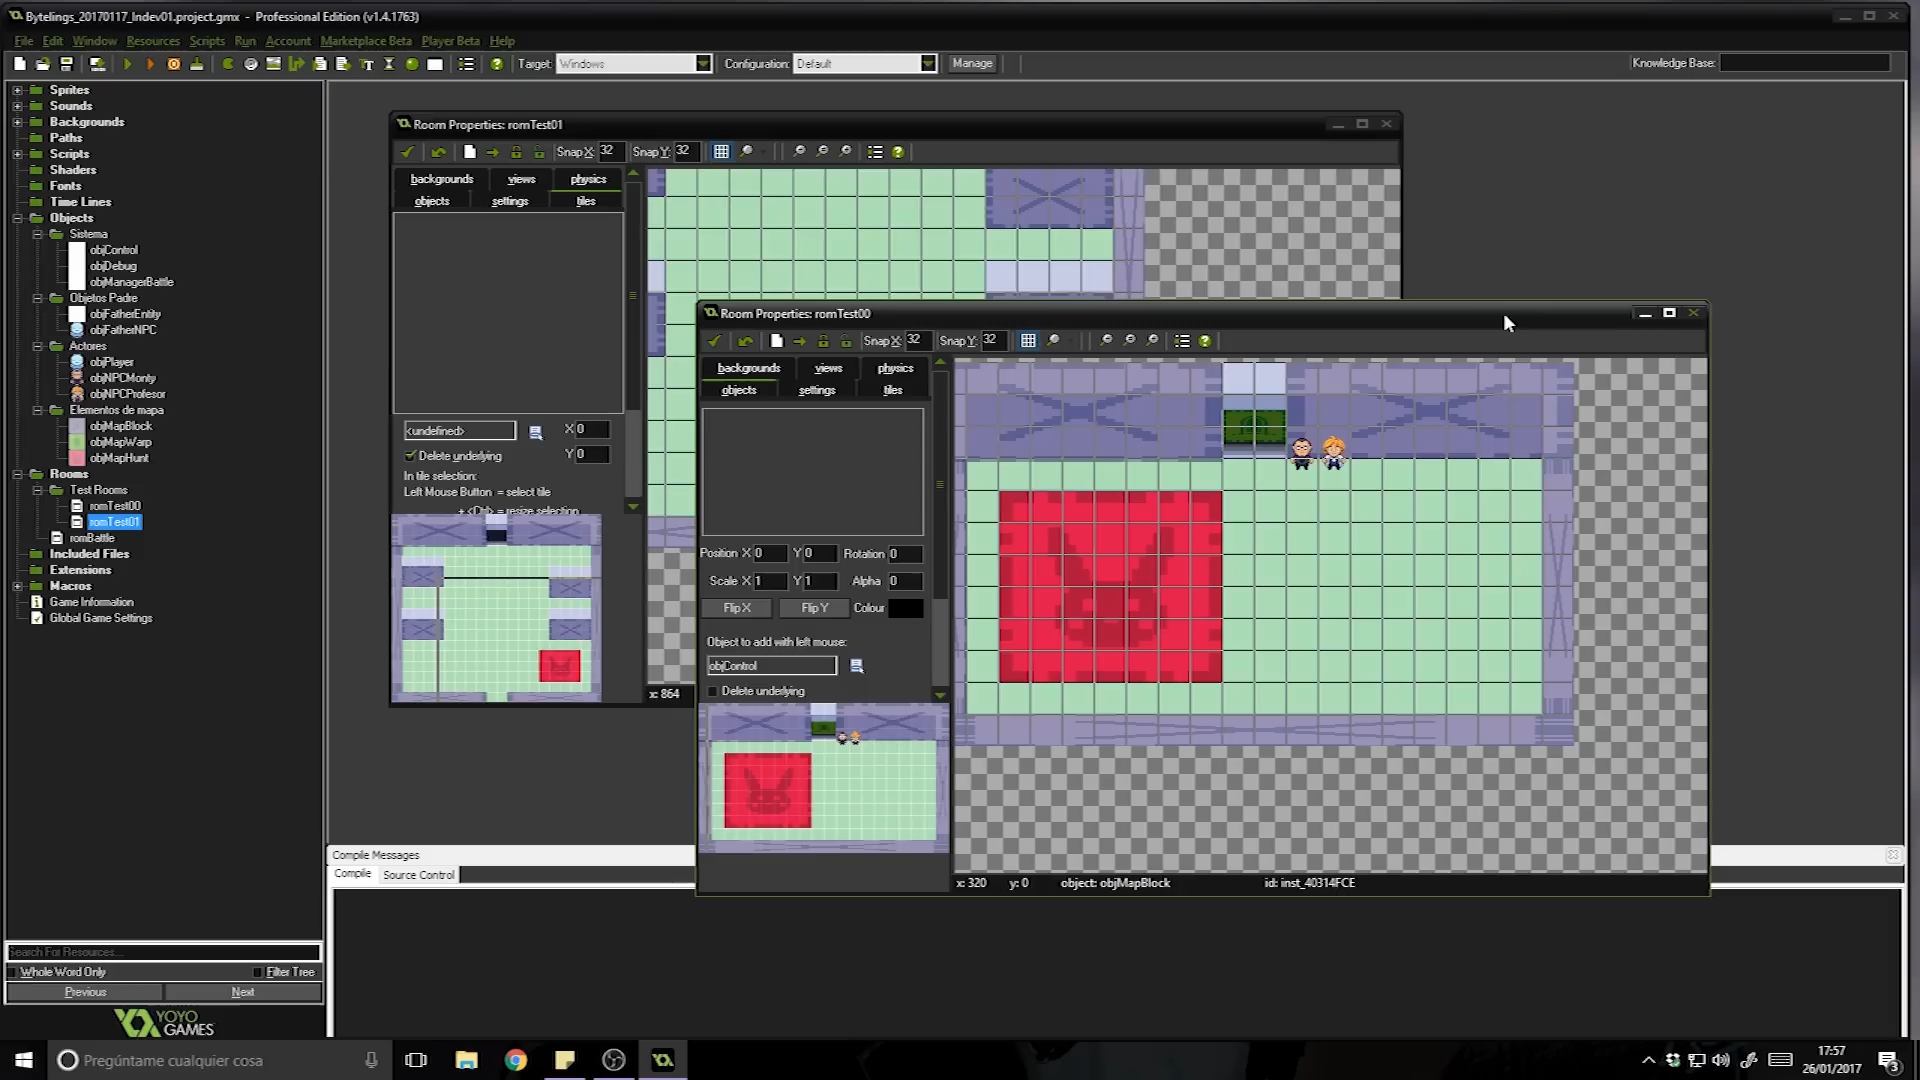 Bytelings_20170117_Indev01.project.gmx - Professional Edition (v1.4.1763)
File Edit Window Resources Scripts Run Account Marketplace Beta Player Beta Help
Target: Windows Configuration: Default Manage Knowledge Base:
Sprites
Sounds
Backgrounds
Paths
Scripts
Shaders
Fonts
Time Lines
Objects
Sistema
objControl
objDebug
objManagerBattle
Objetos Padre
objFatherEntity
objFatherNPC
Actores
objPlayer
objNPCMonty
objNPCProfesor
Elementos de mapa
objMapBlock
objMapWarp
objMapHunt
Rooms
Test Rooms
romTest00
romTest01
romBattle
Included Files
Extensions
Macros
Game Information
Global Game Settings
Search For Resources...
Whole Word Only Filter Tree
Previous Next
YOYO
GAMES
Room Properties: romTest01
Snap X: 32 Snap Y: 32
backgrounds views physics
objects settings tiles
<undefined> X 0
Delete underlying Y 0
In tile selection:
Left Mouse Button = select tile
+ <Ctrl> = resize selection
x: 864
Room Properties: romTest00
Snap X: 32 Snap Y: 32
backgrounds views physics
objects settings tiles
Position X 0 Y 0 Rotation 0
Scale X 1 Y 1 Alpha 0
Flip X Flip Y Colour
Object to add with left mouse:
objControl
Delete underlying
x: 320 y: 0 object: objMapBlock id: inst_40314FCE
Compile Messages
Compile Source Control
Pregúntame cualquier cosa
17:57
26/01/2017
3